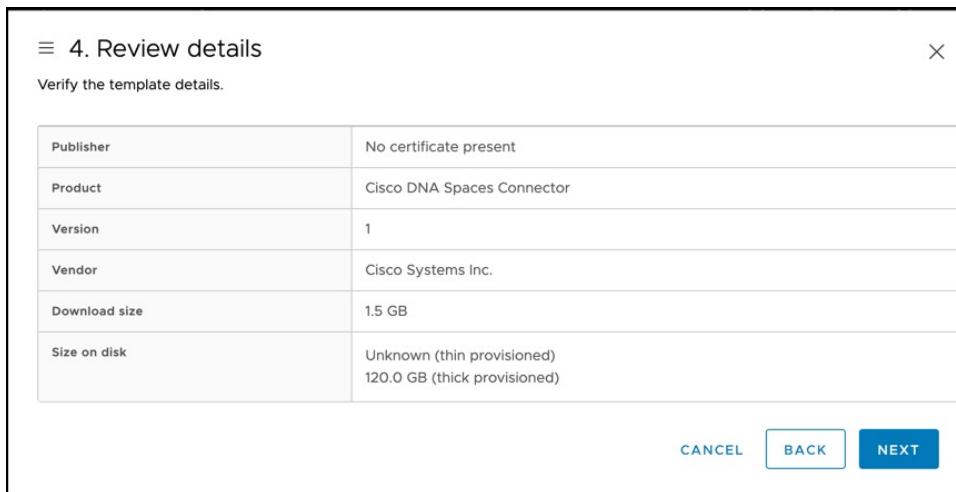 4. Review details
Verify the template details.
Publisher No certificate present
Product Cisco DNA Spaces Connector
Version 1
Vendor Cisco Systems Inc.
Download size 1.5 GB
Size on disk Unknown (thin provisioned)
120.0 GB (thick provisioned)
CANCEL BACK NEXT